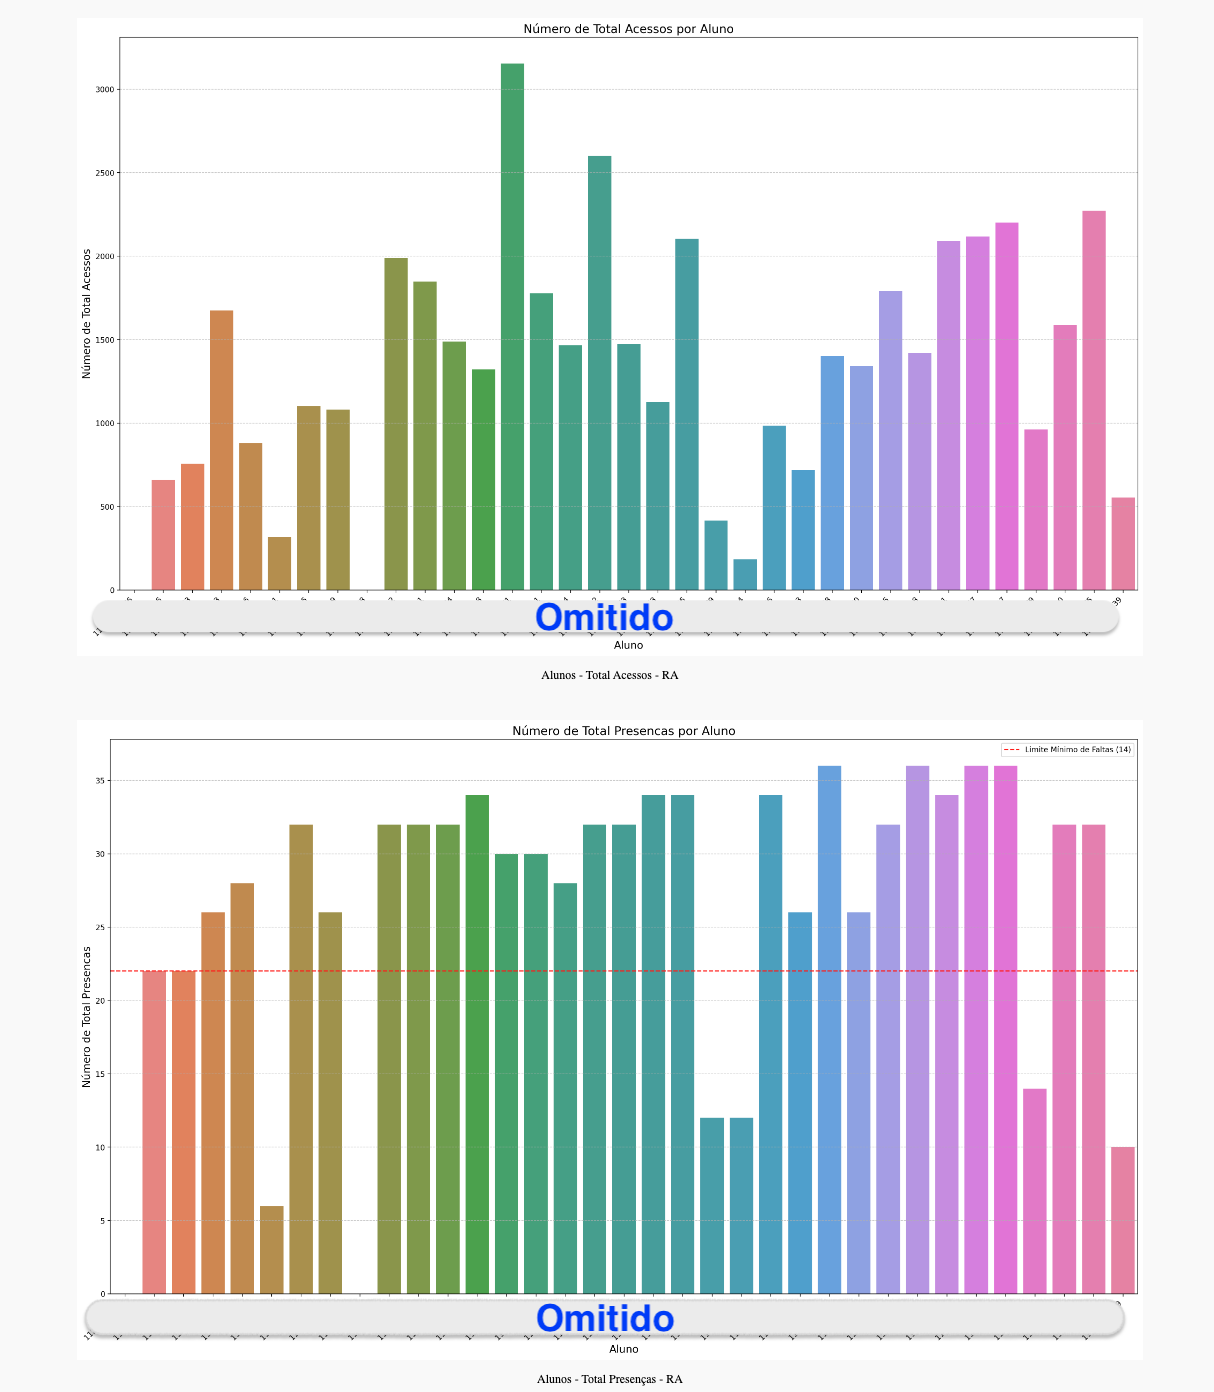 Número de Total Acessos por Aluno
3000
2500
2000
1500
1000
500
0
Número de Total Acessos
39
Omitido
Aluno
Alunos - Total Acessos - RA
Número de Total Presencas por Aluno
Limite Mínimo de Faltas (14)
35
30
25
20
15
10
5
0
Número de Total Presencas
Omitido
Aluno
Alunos - Total Presenças - RA